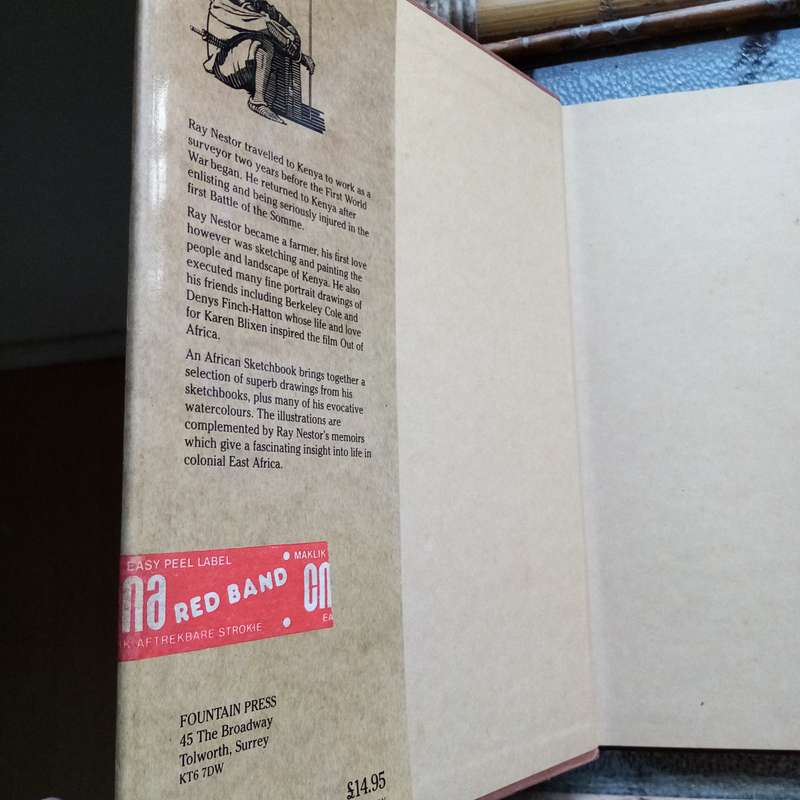 Ray Nestor travelled to Kenya to work as a
surveyor two years before the First World
War began. He returned to Kenya after
enlisting and being seriously injured in the
first Battle of the Somme.
Ray Nestor became a farmer, his first love
however was sketching and painting the
people and landscape of Kenya. He also
executed many fine portrait drawings of
his friends including Berkeley Cole and
Denys Finch-Hatton whose life and love
for Karen Blixen inspired the film Out of
Africa.
An African Sketchbook brings together a
selection of superb drawings from his
sketchbooks, plus many of his evocative
watercolours. The illustrations are
complemented by Ray Nestor's memoirs
which give a fascinating insight into life in
colonial East Africa.
EASY PEEL LABEL MAKLIK
na RED BAND cn
K AFTREKBARE STROKIE EA
FOUNTAIN PRESS
45 The Broadway
Tolworth, Surrey
KT6 7DW
£14.95